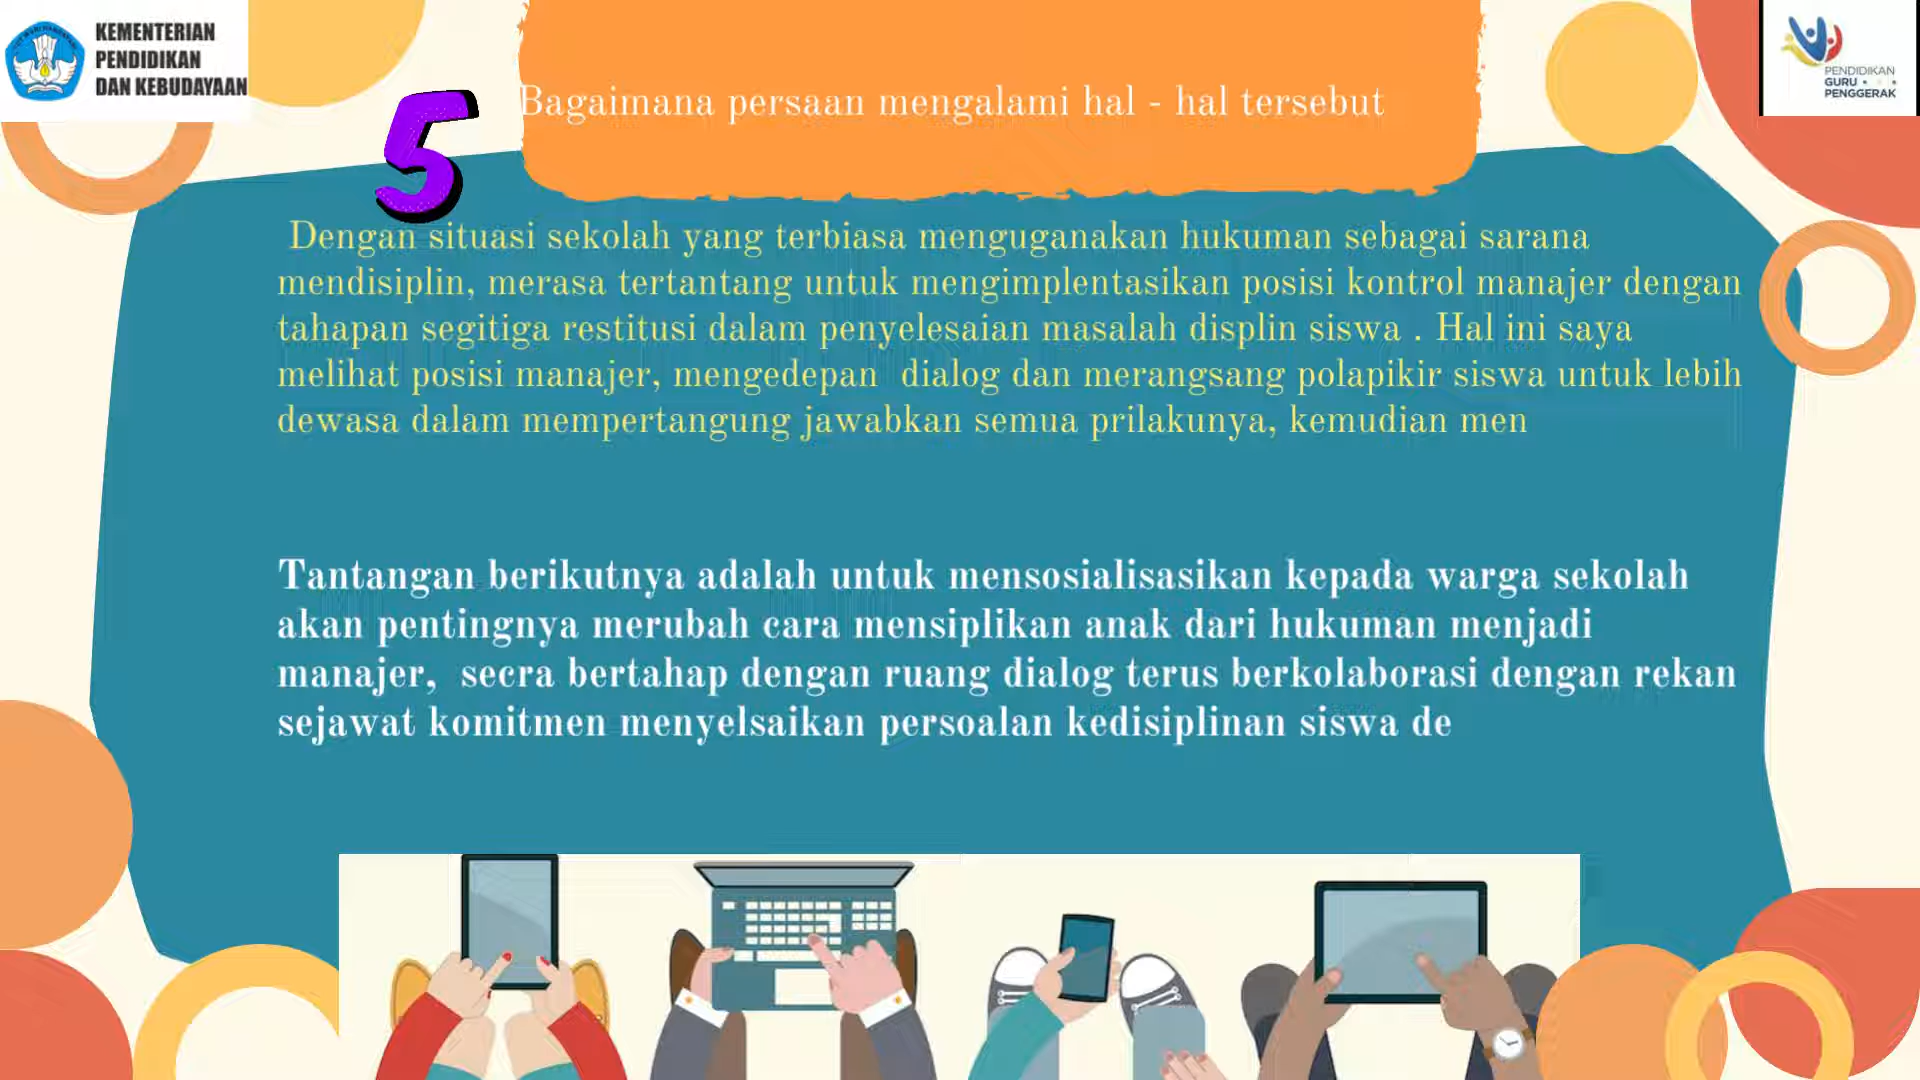 KEMENTERIAN
PENDIDIKAN
DAN KEBUDAYAAN
PENDIDIKAN
GURU
PENGGERAK
5
Bagaimana persaan mengalami hal - hal tersebut
Dengan situasi sekolah yang terbiasa menguganakan hukuman sebagai sarana
mendisiplin, merasa tertantang untuk mengimplentasikan posisi kontrol manajer dengan
tahapan segitiga restitusi dalam penyelesaian masalah displin siswa . Hal ini saya
melihat posisi manajer, mengedepan dialog dan merangsang polapikir siswa untuk lebih
dewasa dalam mempertangung jawabkan semua prilakunya, kemudian men
Tantangan berikutnya adalah untuk mensosialisasikan kepada warga sekolah
akan pentingnya merubah cara mensiplikan anak dari hukuman menjadi
manajer, secra bertahap dengan ruang dialog terus berkolaborasi dengan rekan
sejawat komitmen menyelsaikan persoalan kedisiplinan siswa de